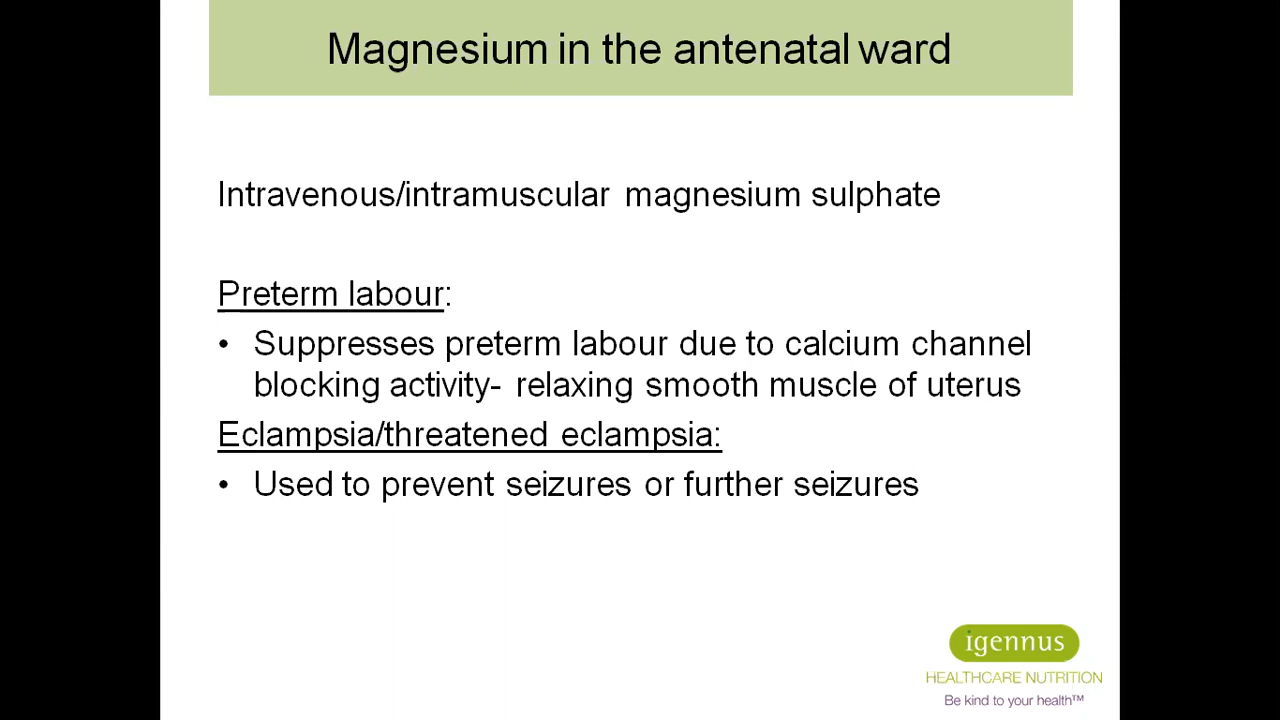 Magnesium in the antenatal ward
Intravenous/intramuscular magnesium sulphate
Preterm labour:
• Suppresses preterm labour due to calcium channel
blocking activity- relaxing smooth muscle of uterus
Eclampsia/threatened eclampsia:
• Used to prevent seizures or further seizures
igennus
HEALTHCARE NUTRITION
Be kind to your health™